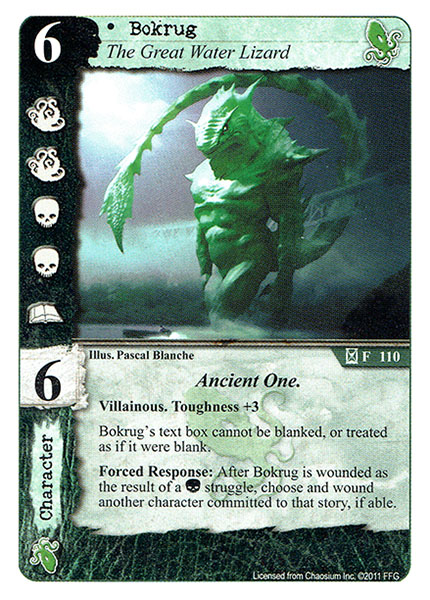 6
• Bokrug
The Great Water Lizard
Illus. Pascal Blanche
F 110
6
Character
Ancient One.
Villainous. Toughness +3
Bokrug's text box cannot be blanked, or treated
as if it were blank.
Forced Response: After Bokrug is wounded as
the result of a struggle, choose and wound
another character committed to that story, if able.
Licensed from Chaosium Inc. ©2011 FFG